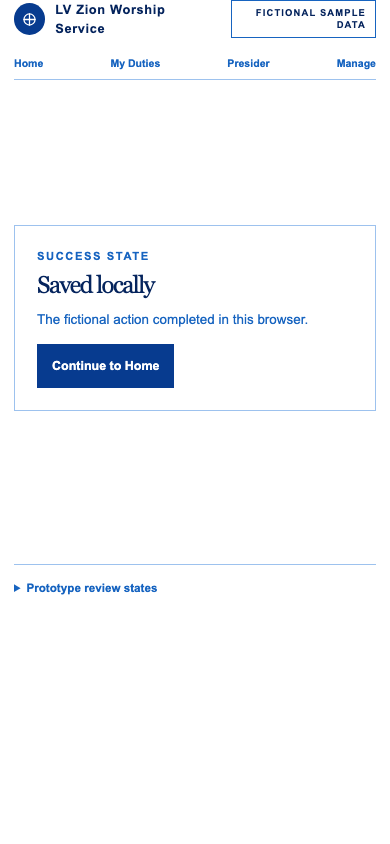 LV Zion Worship
Service
FICTIONAL SAMPLE
DATA
Home My Duties Presider Manage
SUCCESS STATE
Saved locally
The fictional action completed in this browser.
Continue to Home
Prototype review states